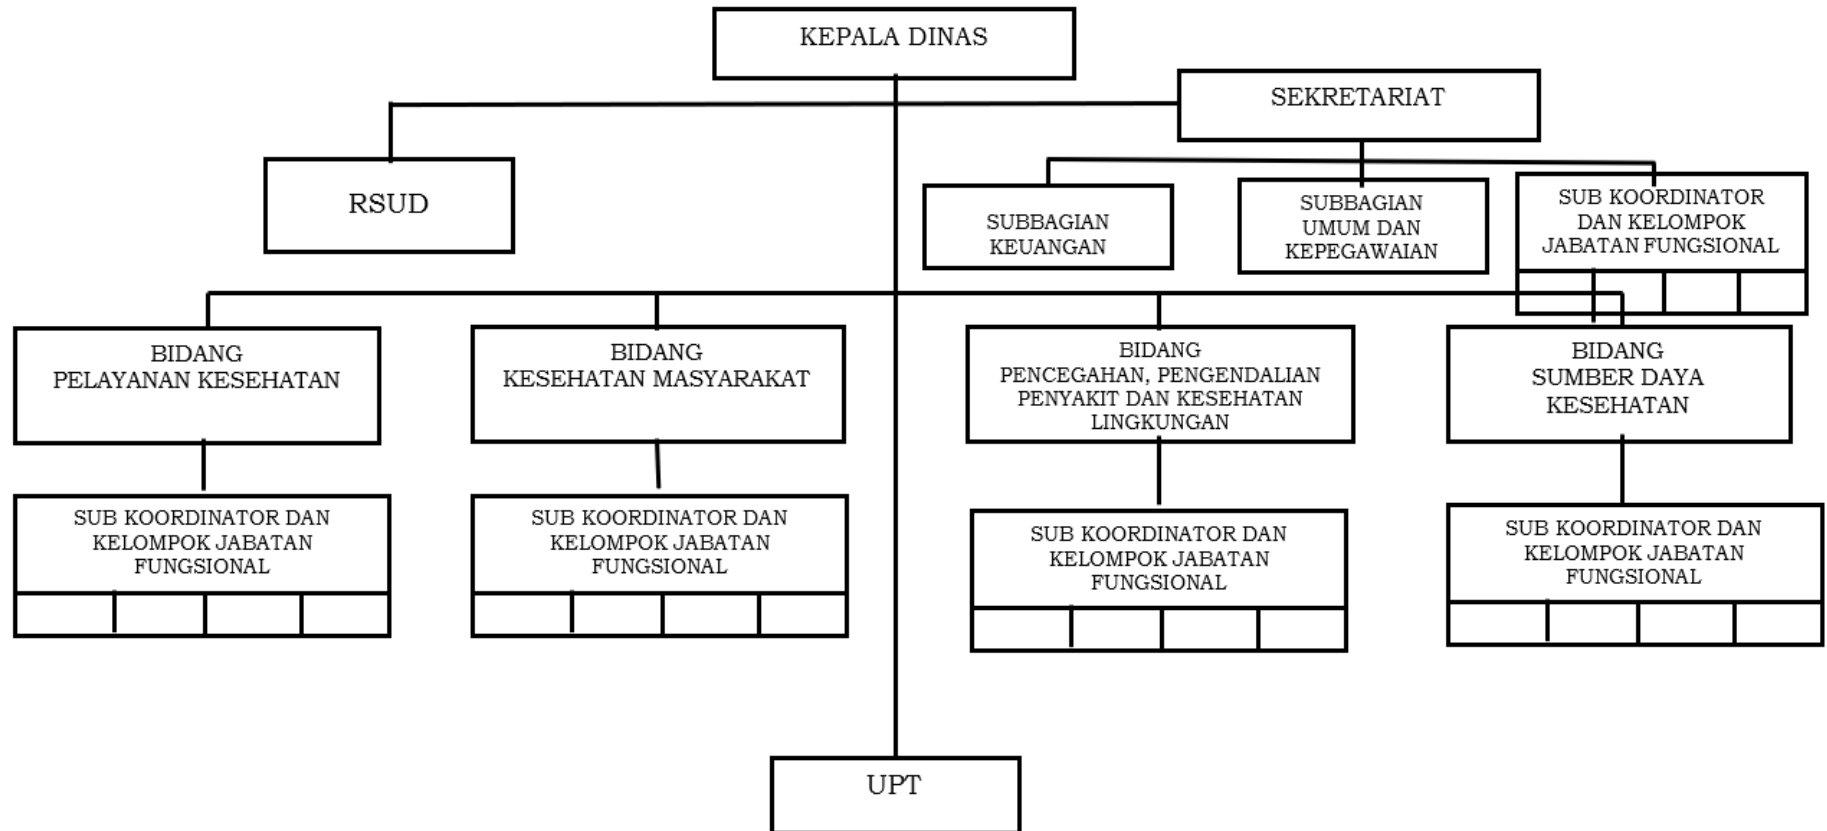 KEPALA DINAS
SEKRETARIAT
RSUD
SUBBAGIAN
KEUANGAN
SUBBAGIAN
UMUM DAN
KEPEGAWAIAN
SUB KOORDINATOR
DAN KELOMPOK
JABATAN FUNGSIONAL
BIDANG
PELAYANAN KESEHATAN
BIDANG
KESEHATAN MASYARAKAT
BIDANG
PENCEGAHAN, PENGENDALIAN
PENYAKIT DAN KESEHATAN
LINGKUNGAN
BIDANG
SUMBER DAYA
KESEHATAN
SUB KOORDINATOR DAN
KELOMPOK JABATAN
FUNGSIONAL
SUB KOORDINATOR DAN
KELOMPOK JABATAN
FUNGSIONAL
SUB KOORDINATOR DAN
KELOMPOK JABATAN
FUNGSIONAL
SUB KOORDINATOR DAN
KELOMPOK JABATAN
FUNGSIONAL
UPT